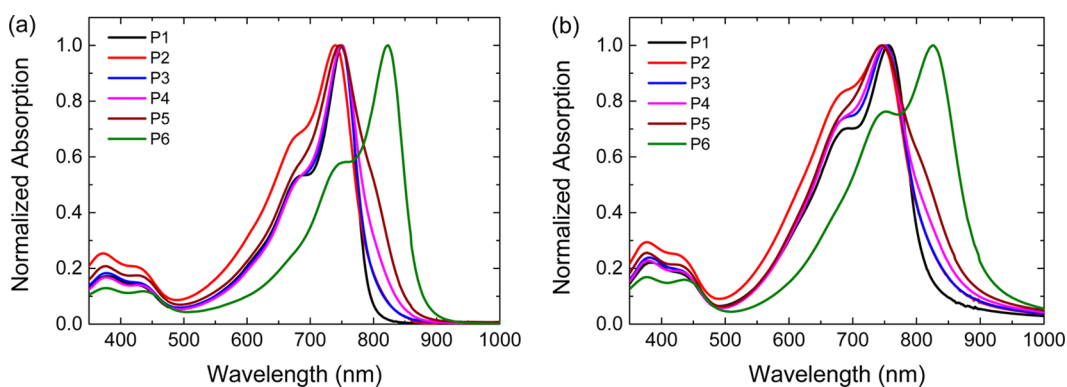 (a)
Normalized Absorption
1.0
0.8
0.6
0.4
0.2
0.0
P1
P2
P3
P4
P5
P6
400 500 600 700 800 900 1000
Wavelength (nm)
(b)
Normalized Absorption
1.0
0.8
0.6
0.4
0.2
0.0
P1
P2
P3
P4
P5
P6
400 500 600 700 800 900 1000
Wavelength (nm)